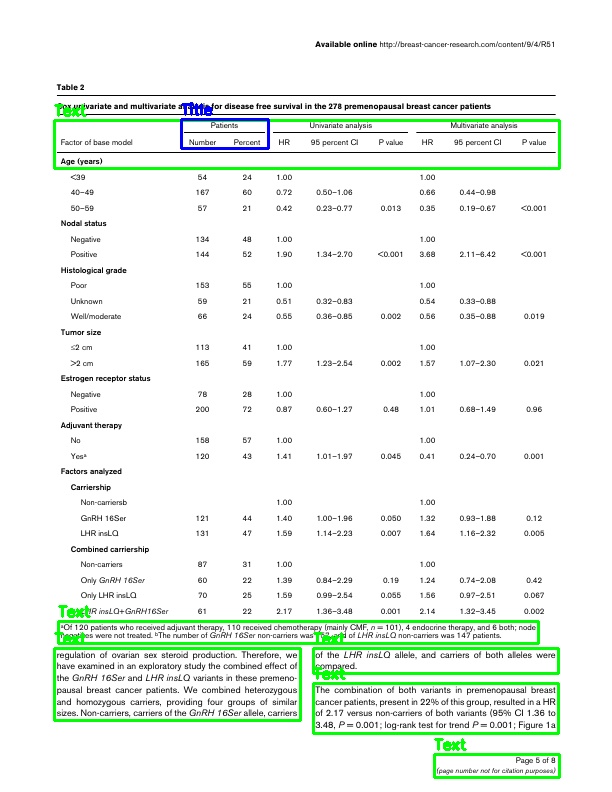 Available online http://breast-cancer-research.com/content/9/4/R51
Table 2
Text
Title
univariate and multivariate for disease free survival in the 278 premenopausal breast cancer patients
Patients Univariate analysis Multivariate analysis
Factor of base model Number Percent HR 95 percent CI P value HR 95 percent CI P value
Age (years)
<39 54 24 1.00 1.00
40–49 167 60 0.72 0.50–1.06 0.66 0.44–0.98
50–59 57 21 0.42 0.23–0.77 0.013 0.35 0.19–0.67 <0.001
Nodal status
Negative 134 48 1.00 1.00
Positive 144 52 1.90 1.34–2.70 <0.001 3.68 2.11–6.42 <0.001
Histological grade
Poor 153 55 1.00 1.00
Unknown 59 21 0.51 0.32–0.83 0.54 0.33–0.88
Well/moderate 66 24 0.55 0.36–0.85 0.002 0.56 0.35–0.88 0.019
Tumor size
≤2 cm 113 41 1.00 1.00
>2 cm 165 59 1.77 1.23–2.54 0.002 1.57 1.07–2.30 0.021
Estrogen receptor status
Negative 78 28 1.00 1.00
Positive 200 72 0.87 0.60–1.27 0.48 1.01 0.68–1.49 0.96
Adjuvant therapy
No 158 57 1.00 1.00
Yesᵃ 120 43 1.41 1.01–1.97 0.045 0.41 0.24–0.70 0.001
Factors analyzed
Carriership
Non-carriersb 1.00 1.00
GnRH 16Ser 121 44 1.40 1.00–1.96 0.050 1.32 0.93–1.88 0.12
LHR insLQ 131 47 1.59 1.14–2.23 0.007 1.64 1.16–2.32 0.005
Combined carriership
Non-carriers 87 31 1.00 1.00
Only GnRH 16Ser 60 22 1.39 0.84–2.29 0.19 1.24 0.74–2.08 0.42
Only LHR insLQ 70 25 1.59 0.99–2.54 0.055 1.56 0.97–2.51 0.067
Text
insLQ+GnRH16Ser 61 22 2.17 1.36–3.48 0.001 2.14 1.32–3.45 0.002
ᵃOf 120 patients who received adjuvant therapy, 110 received chemotherapy (mainly CMF, n = 101), 4 endocrine therapy, and 6 both; node
were not treated. ᵇThe number of GnRH 16Ser non-carriers was of LHR insLQ non-carriers was 147 patients.
Text
regulation of ovarian sex steroid production. Therefore, we
have examined in an exploratory study the combined effect of
the GnRH 16Ser and LHR insLQ variants in these premeno-
pausal breast cancer patients. We combined heterozygous
and homozygous carriers, providing four groups of similar
sizes. Non-carriers, carriers of the GnRH 16Ser allele, carriers
Text
of the LHR insLQ allele, and carriers of both alleles were
compared.
Text
The combination of both variants in premenopausal breast
cancer patients, present in 22% of this group, resulted in a HR
of 2.17 versus non-carriers of both variants (95% CI 1.36 to
3.48, P = 0.001; log-rank test for trend P = 0.001; Figure 1a
Text
Page 5 of 8
(page number not for citation purposes)